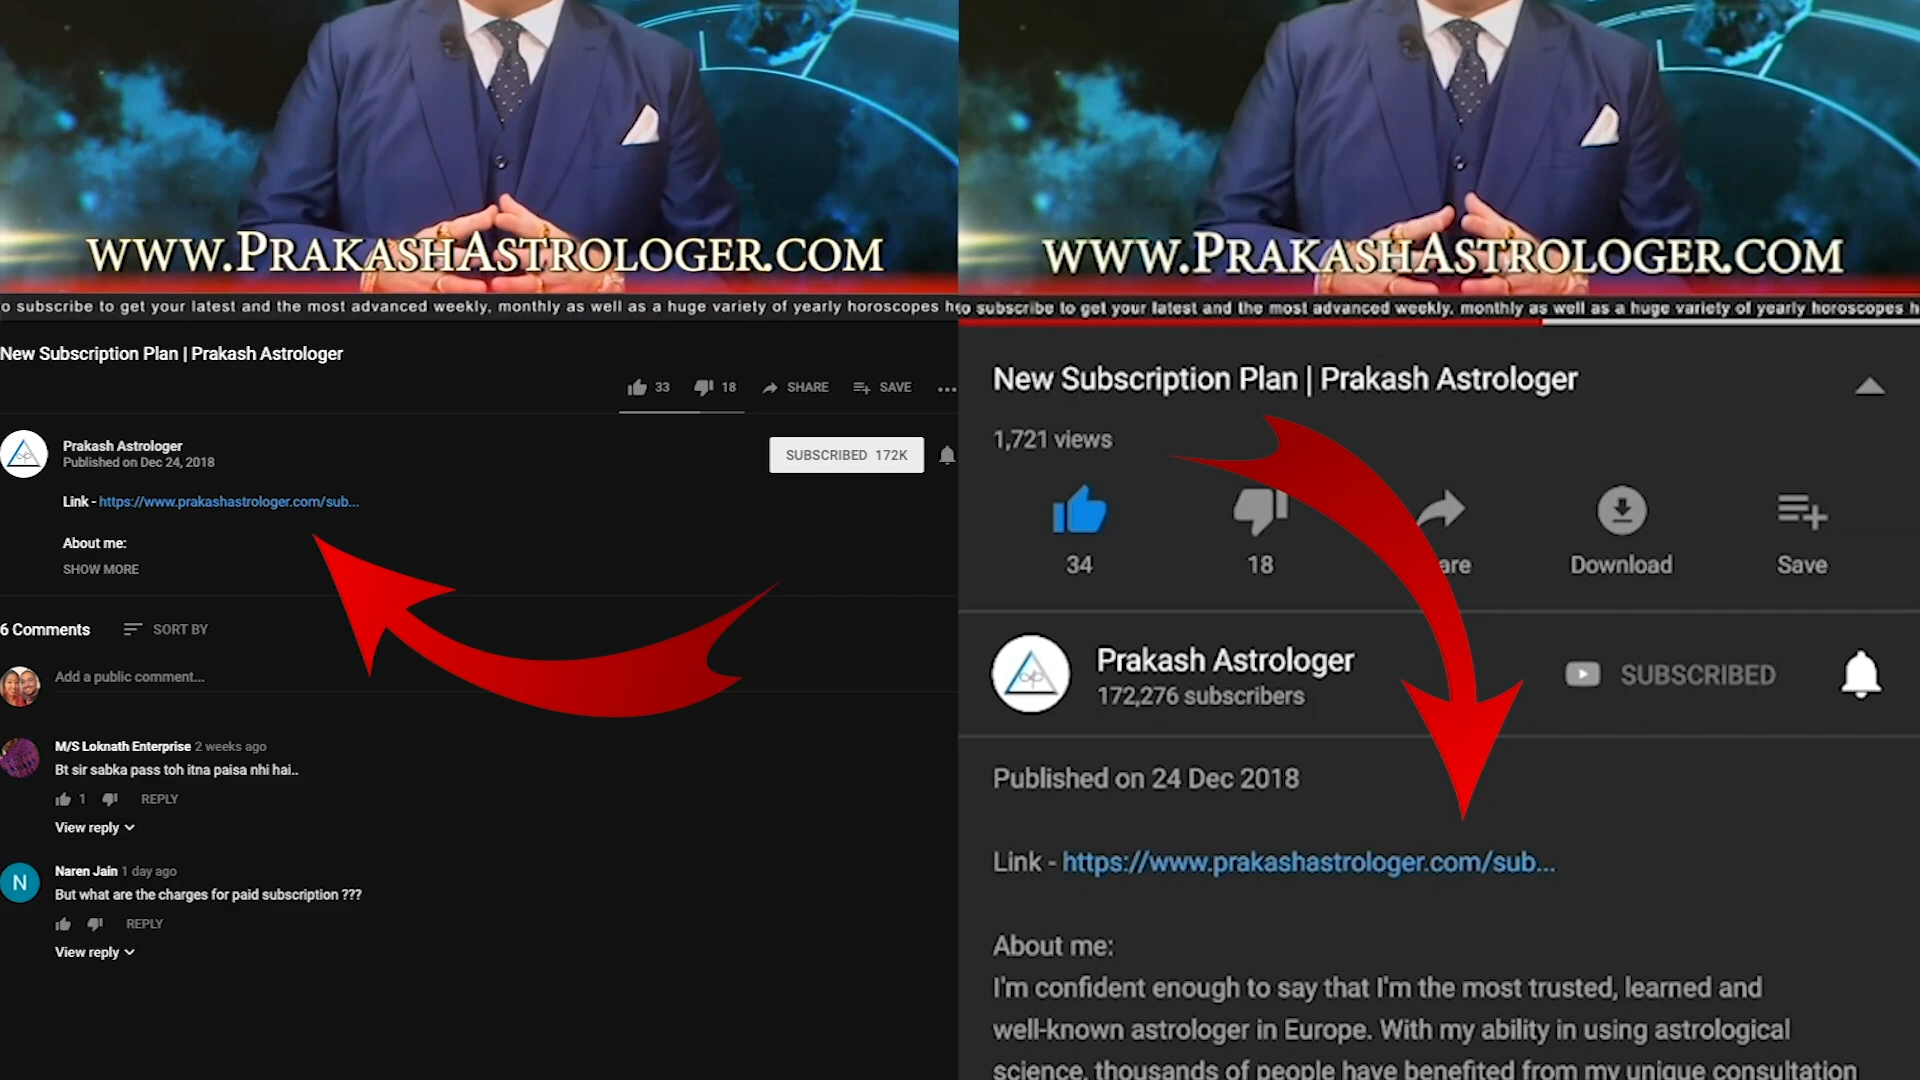 WWW.PRAKASHASTROLOGER.COM
o subscribe to get your latest and the most advanced weekly, monthly as well as a huge variety of yearly horoscopes h
New Subscription Plan | Prakash Astrologer
33 18 SHARE SAVE
Prakash Astrologer
Published on Dec 24, 2018
SUBSCRIBED 172K
Link - https://www.prakashastrologer.com/sub...
About me:
SHOW MORE
6 Comments SORT BY
Add a public comment...
M/S Loknath Enterprise 2 weeks ago
Bt sir sabka pass toh itna paisa nhi hai..
1 REPLY
View reply
N
Naren Jain 1 day ago
But what are the charges for paid subscription ???
REPLY
View reply
WWW.PRAKASHASTROLOGER.COM
to subscribe to get your latest and the most advanced weekly, monthly as well as a huge variety of yearly horoscopes h
New Subscription Plan | Prakash Astrologer
1,721 views
34 18 are Download Save
Prakash Astrologer
172,276 subscribers
SUBSCRIBED
Published on 24 Dec 2018
Link - https://www.prakashastrologer.com/sub...
About me:
I'm confident enough to say that I'm the most trusted, learned and
well-known astrologer in Europe. With my ability in using astrological
science, thousands of people have benefited from my unique consultation